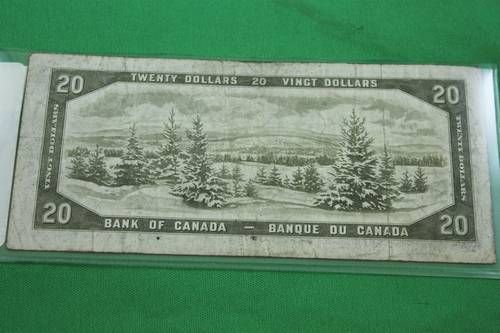 TWENTY DOLLARS 20 VINGT DOLLARS
20
20
VINGT DOLLARS
TWENTY DOLLARS
20
20
BANK OF CANADA – BANQUE DU CANADA